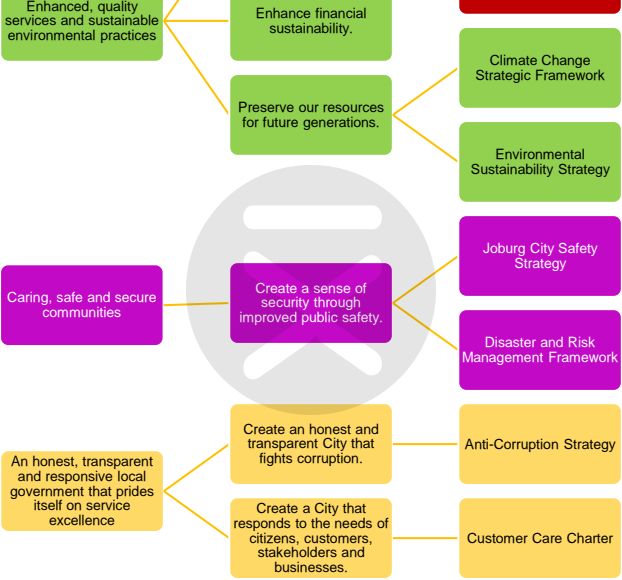 Enhanced, quality
services and sustainable
environmental practices
Enhance financial
sustainability.
Preserve our resources
for future generations.
Climate Change
Strategic Framework
Environmental
Sustainability Strategy
Caring, safe and secure
communities
Create a sense of
security through
improved public safety.
Joburg City Safety
Strategy
Disaster and Risk
Management Framework
An honest, transparent
and responsive local
government that prides
itself on service
excellence
Create an honest and
transparent City that
fights corruption.
Anti-Corruption Strategy
Create a City that
responds to the needs of
citizens, customers,
stakeholders and
businesses.
Customer Care Charter